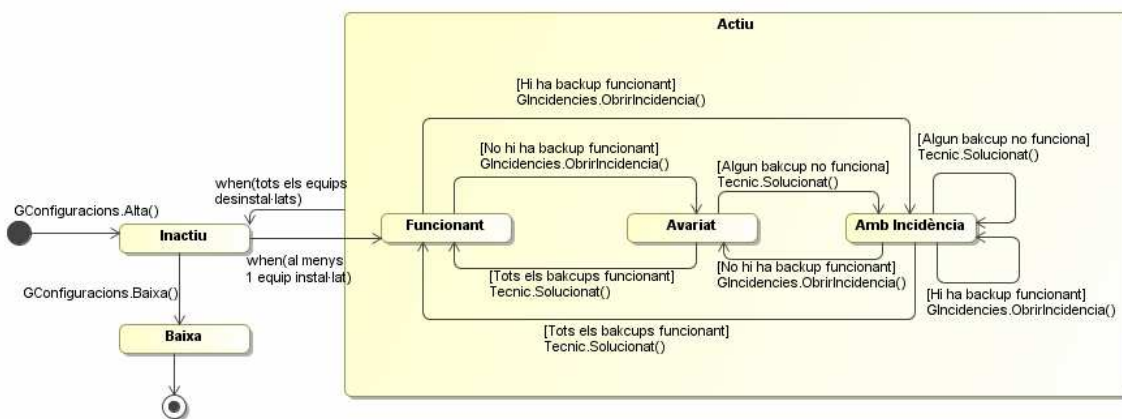 Actiu
[Hi ha backup funcionant]
GIncidencies.ObrirIncidencia()
[No hi ha backup funcionant]
GIncidencies.ObrirIncidencia()
[Algun bakcup no funciona]
Tecnic.Solucionat()
[Algun bakcup no funciona]
Tecnic.Solucionat()
when(tots els equips
desinstal·lats)
GConfiguracions.Alta()
Inactiu
Funcionant
Avariat
Amb Incidència
when(al menys
1 equip instal·lat)
[Tots els bakcups funcionant]
Tecnic.Solucionat()
[No hi ha backup funcionant]
GIncidencies.ObrirIncidencia()
[Hi ha backup funcionant]
GIncidencies.ObrirIncidencia()
GConfiguracions.Baixa()
Baixa
[Tots els bakcups funcionant]
Tecnic.Solucionat()